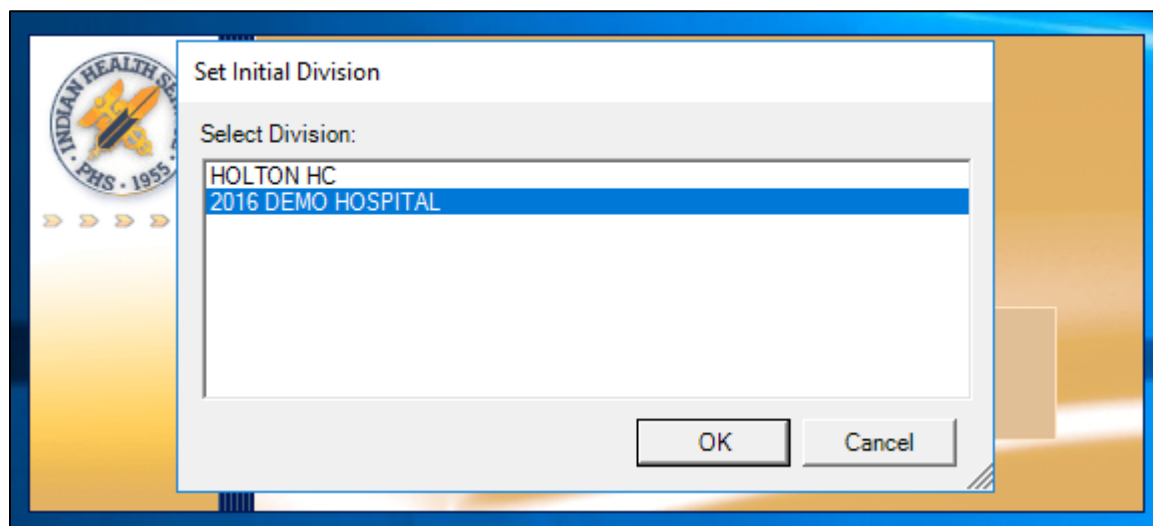 INDIAN HEALTH SE
PHS · 1955
Set Initial Division
Select Division:
HOLTON HC
2016 DEMO HOSPITAL
OK
Cancel